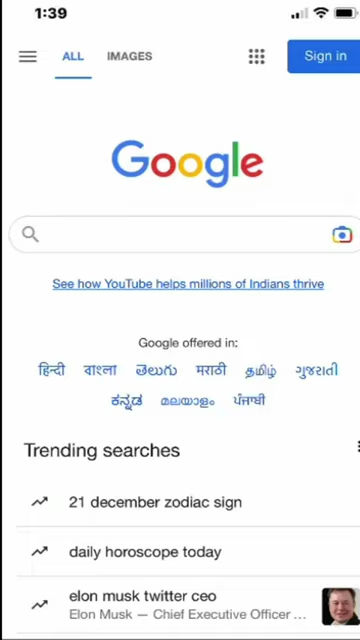 1:39
ALL IMAGES Sign in
Google
See how YouTube helps millions of Indians thrive
Google offered in:
हिन्दी বাংলা తెలుగు मराठी தமிழ் ગુજરાતી
ಕನ್ನಡ മലയാളം ਪੰਜਾਬੀ
Trending searches
21 december zodiac sign
daily horoscope today
elon musk twitter ceo
Elon Musk — Chief Executive Officer ...